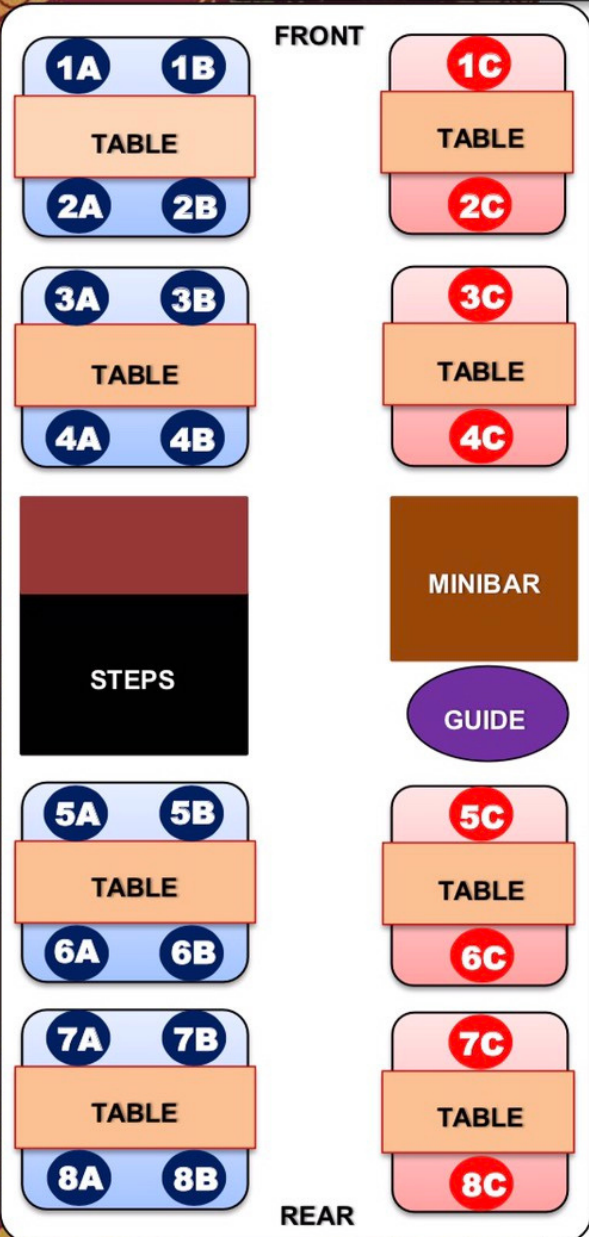 FRONT
1A 1B 1C
TABLE TABLE
2A 2B 2C
3A 3B 3C
TABLE TABLE
4A 4B 4C
MINIBAR
STEPS
GUIDE
5A 5B 5C
TABLE TABLE
6A 6B 6C
7A 7B 7C
TABLE TABLE
8A 8B 8C
REAR